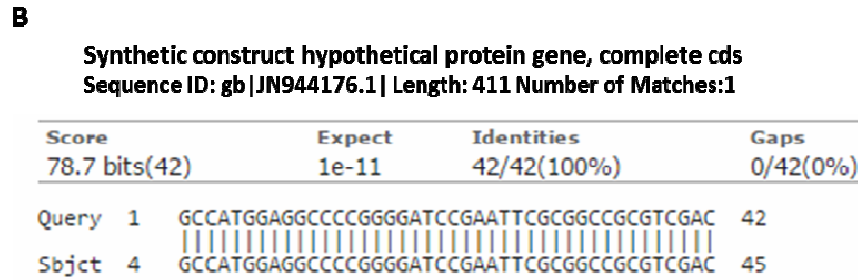 B
Synthetic construct hypothetical protein gene, complete cds
Sequence ID: gb|JN944176.1| Length: 411 Number of Matches:1
Score Expect Identities Gaps
78.7 bits(42) 1e-11 42/42(100%) 0/42(0%)
Query 1 GCCATGGAGGCCCCGGGGATCCGAATTCGCGGCCGCGTCGAC 42
||||||||||||||||||||||||||||||||||||||||||
Sbjct 4 GCCATGGAGGCCCCGGGGATCCGAATTCGCGGCCGCGTCGAC 45